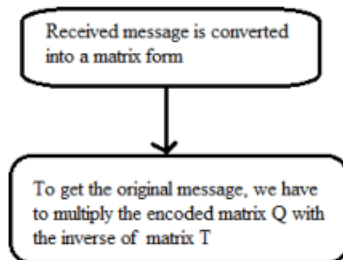 Received message is converted
into a matrix form
To get the original message, we have
to multiply the encoded matrix Q with
the inverse of matrix T